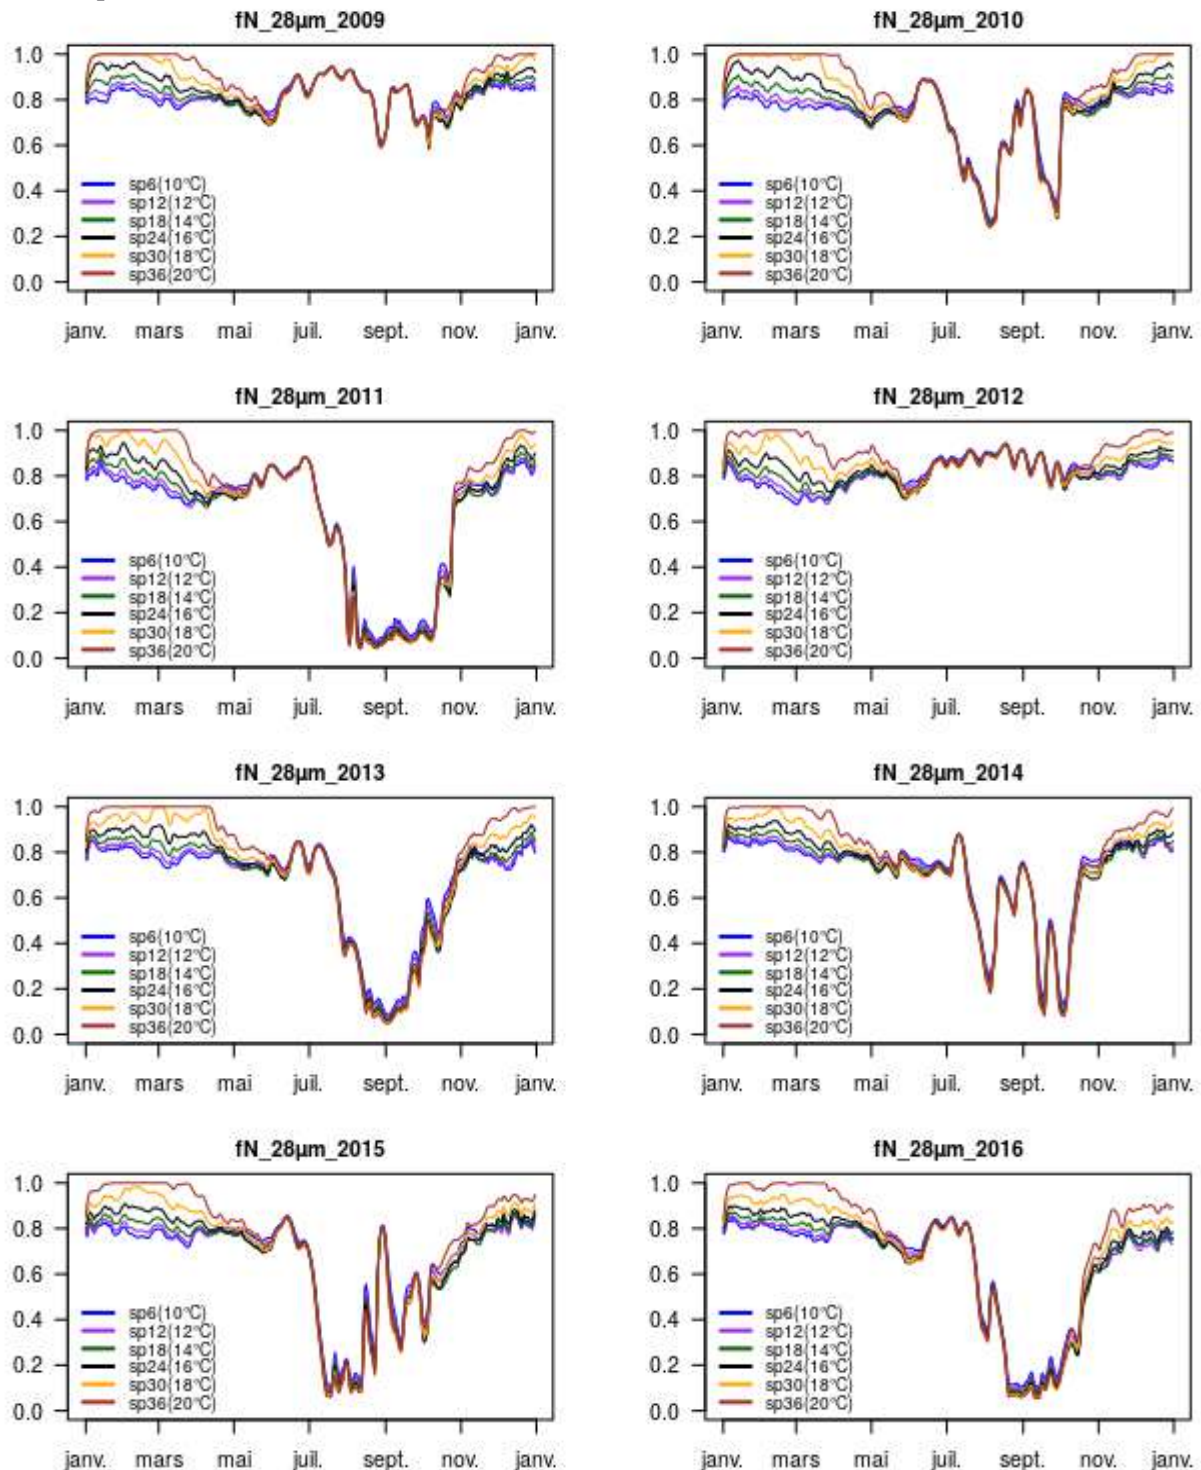 fN_28µm_2009
1.0
0.8
0.6
0.4
0.2
0.0
sp6(10°C)
sp12(12°C)
sp18(14°C)
sp24(16°C)
sp30(18°C)
sp36(20°C)
janv. mars mai juil. sept. nov. janv.
fN_28µm_2010
1.0
0.8
0.6
0.4
0.2
0.0
sp6(10°C)
sp12(12°C)
sp18(14°C)
sp24(16°C)
sp30(18°C)
sp36(20°C)
janv. mars mai juil. sept. nov. janv.
fN_28µm_2011
1.0
0.8
0.6
0.4
0.2
0.0
sp6(10°C)
sp12(12°C)
sp18(14°C)
sp24(16°C)
sp30(18°C)
sp36(20°C)
janv. mars mai juil. sept. nov. janv.
fN_28µm_2012
1.0
0.8
0.6
0.4
0.2
0.0
sp6(10°C)
sp12(12°C)
sp18(14°C)
sp24(16°C)
sp30(18°C)
sp36(20°C)
janv. mars mai juil. sept. nov. janv.
fN_28µm_2013
1.0
0.8
0.6
0.4
0.2
0.0
sp6(10°C)
sp12(12°C)
sp18(14°C)
sp24(16°C)
sp30(18°C)
sp36(20°C)
janv. mars mai juil. sept. nov. janv.
fN_28µm_2014
1.0
0.8
0.6
0.4
0.2
0.0
sp6(10°C)
sp12(12°C)
sp18(14°C)
sp24(16°C)
sp30(18°C)
sp36(20°C)
janv. mars mai juil. sept. nov. janv.
fN_28µm_2015
1.0
0.8
0.6
0.4
0.2
0.0
sp6(10°C)
sp12(12°C)
sp18(14°C)
sp24(16°C)
sp30(18°C)
sp36(20°C)
janv. mars mai juil. sept. nov. janv.
fN_28µm_2016
1.0
0.8
0.6
0.4
0.2
0.0
sp6(10°C)
sp12(12°C)
sp18(14°C)
sp24(16°C)
sp30(18°C)
sp36(20°C)
janv. mars mai juil. sept. nov. janv.